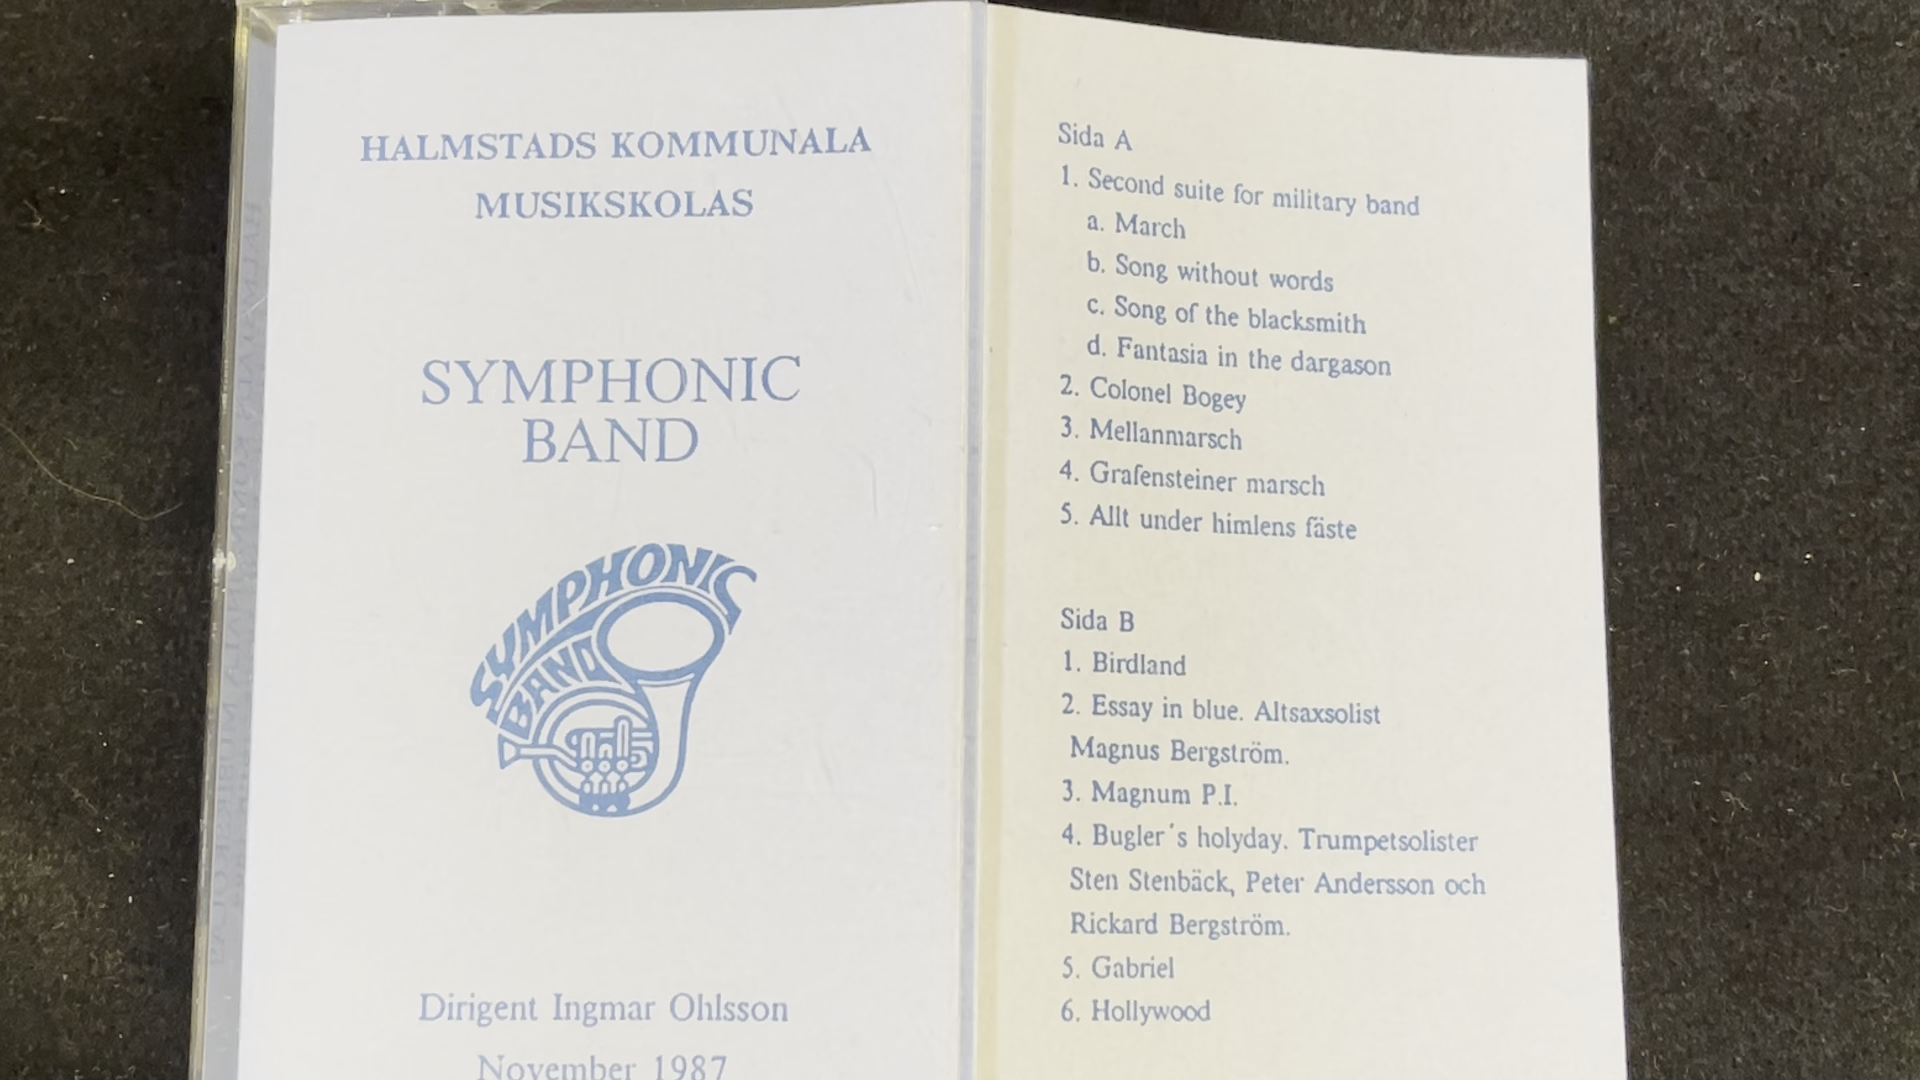 HALMSTADS KOMMUNALA
MUSIKSKOLAS
SYMPHONIC
BAND
SYMPHONIC
BAND
Dirigent Ingmar Ohlsson
November 1987
Sida A
1. Second suite for military band
a. March
b. Song without words
c. Song of the blacksmith
d. Fantasia in the dargason
2. Colonel Bogey
3. Mellanmarsch
4. Grafensteiner marsch
5. Allt under himlens fäste
Sida B
1. Birdland
2. Essay in blue. Altsaxsolist
Magnus Bergström.
3. Magnum P.I.
4. Bugler´s holyday. Trumpetsolister
Sten Stenbäck, Peter Andersson och
Rickard Bergström.
5. Gabriel
6. Hollywood